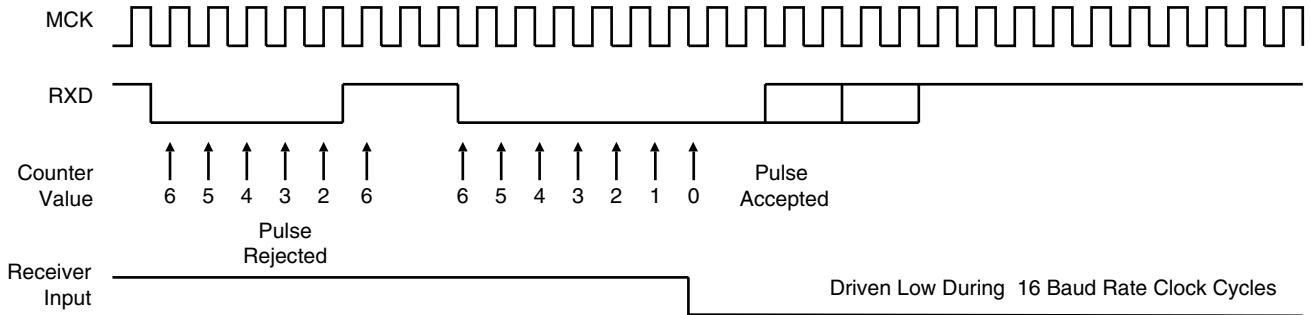 MCK
RXD
Counter
Value
6 5 4 3 2 6 6 5 4 3 2 1 0
Pulse
Accepted
Pulse
Rejected
Receiver
Input
Driven Low During 16 Baud Rate Clock Cycles